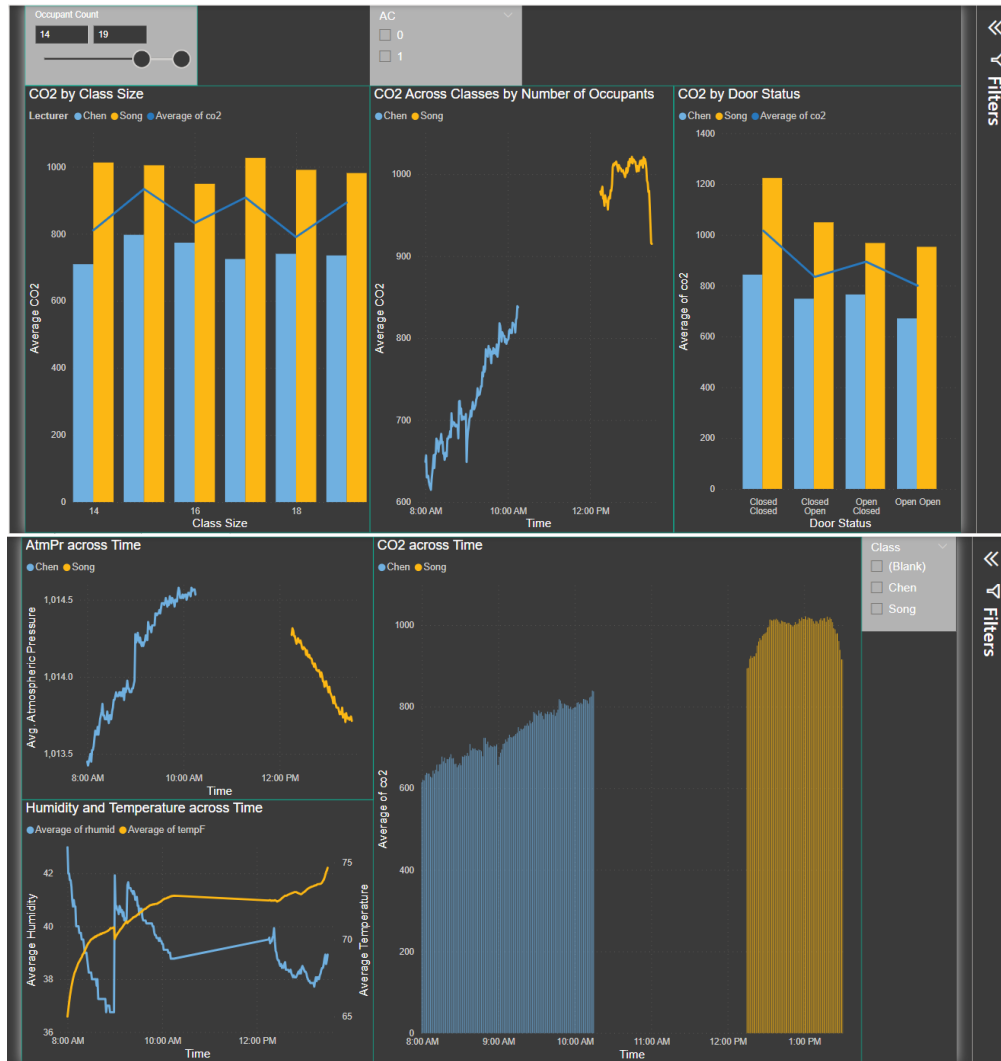 Occupant Count
14 19
AC
0
1
Filters
CO2 by Class Size
Lecturer Chen Song Average of co2
1000
800
600
400
200
0
Average CO2
14 16 18
Class Size
CO2 Across Classes by Number of Occupants
Chen Song
1000
900
800
700
600
Average CO2
8:00 AM 10:00 AM 12:00 PM
Time
CO2 by Door Status
Chen Song Average of co2
1400
1200
1000
800
600
400
200
0
Average of co2
Closed Closed Open Open Open
Closed Open Closed
Door Status
AtmPr across Time
Chen Song
1,014.5
1,014.0
1,013.5
Avg. Atmospheric Pressure
8:00 AM 10:00 AM 12:00 PM
Time
CO2 across Time
Chen Song
1000
800
600
400
200
0
Average of co2
8:00 AM 9:00 AM 10:00 AM 11:00 AM 12:00 PM 1:00 PM
Time
Class
(Blank)
Chen
Song
Filters
Humidity and Temperature across Time
Average of rhumid Average of tempF
42
40
38
36
Average Humidity
75
70
65
Average Temperature
8:00 AM 10:00 AM 12:00 PM
Time